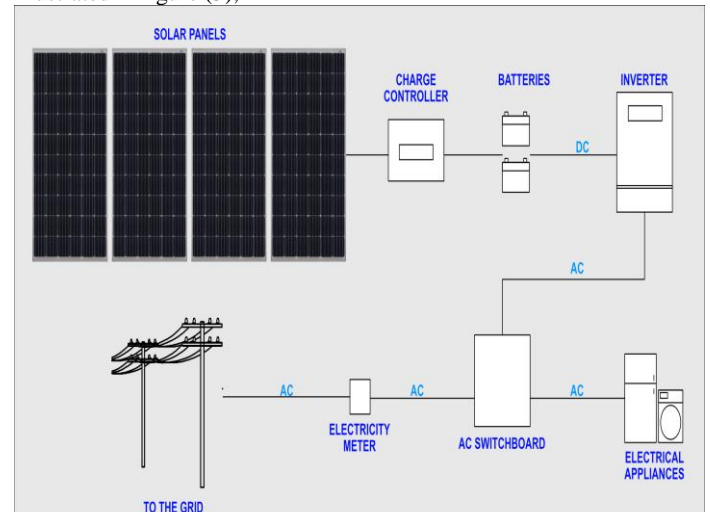 SOLAR PANELS
CHARGE
CONTROLLER
BATTERIES
INVERTER
DC
AC
AC
AC
AC
ELECTRICITY
METER
AC SWITCHBOARD
ELECTRICAL
APPLIANCES
TO THE GRID